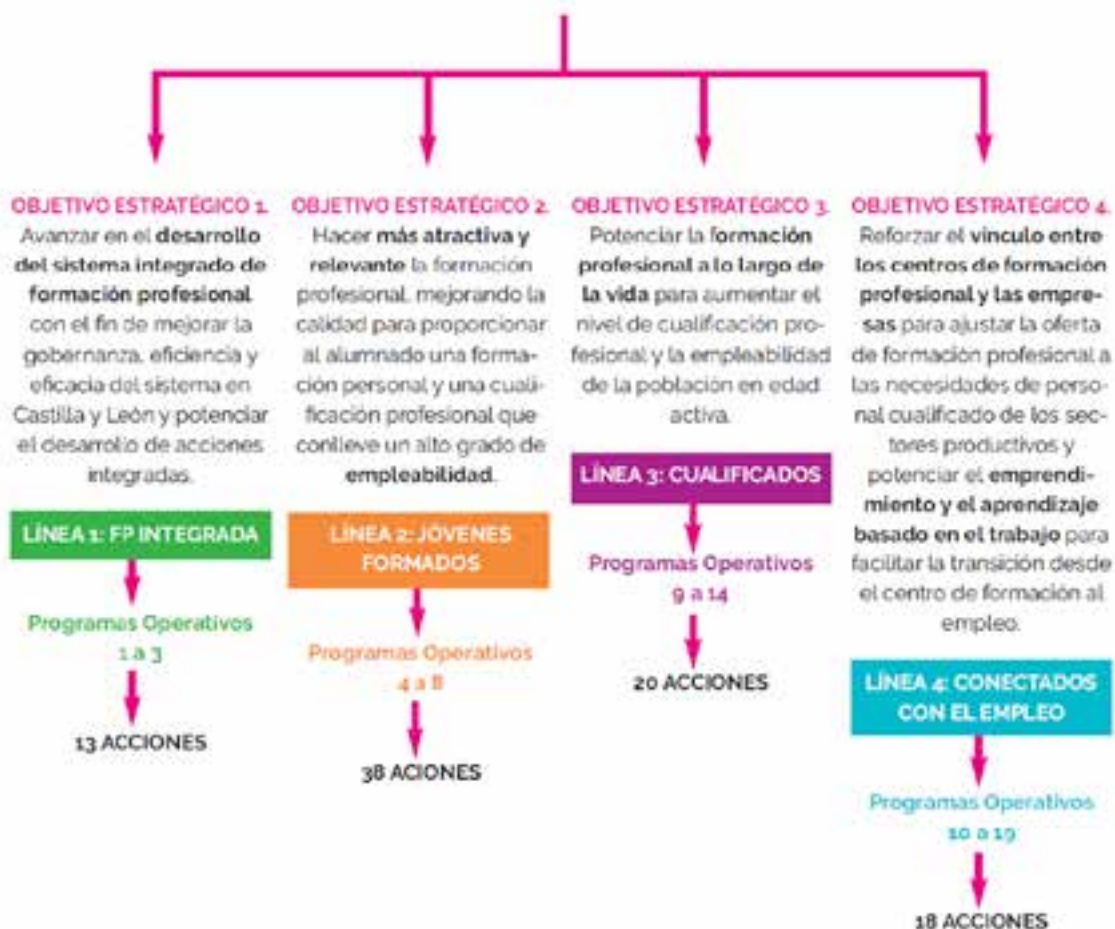 OBJETIVO ESTRATÉGICO 1.
Avanzar en el desarrollo
del sistema integrado de
formación profesional
con el fin de mejorar la
gobernanza, eficiencia y
eficacia del sistema en
Castilla y León y potenciar
el desarrollo de acciones
integradas.
LÍNEA 1: FP INTEGRADA
Programas Operativos
1 a 3
13 ACCIONES
OBJETIVO ESTRATÉGICO 2.
Hacer más atractiva y
relevante la formación
profesional, mejorando la
calidad para proporcionar
al alumnado una forma-
ción personal y una cuali-
ficación profesional que
conlleve un alto grado de
empleabilidad.
LÍNEA 2: JÓVENES
FORMADOS
Programas Operativos
4 a 8
38 ACIONES
OBJETIVO ESTRATÉGICO 3.
Potenciar la formación
profesional a lo largo de
la vida para aumentar el
nivel de cualificación pro-
fesional y la empleabilidad
de la población en edad
activa.
LÍNEA 3: CUALIFICADOS
Programas Operativos
9 a 14
20 ACCIONES
OBJETIVO ESTRATÉGICO 4.
Reforzar el vínculo entre
los centros de formación
profesional y las empre-
sas para ajustar la oferta
de formación profesional a
las necesidades de perso-
nal cualificado de los sec-
tores productivos y
potenciar el emprendi-
miento y el aprendizaje
basado en el trabajo para
facilitar la transición desde
el centro de formación al
empleo.
LÍNEA 4: CONECTADOS
CON EL EMPLEO
Programas Operativos
10 a 19
18 ACCIONES